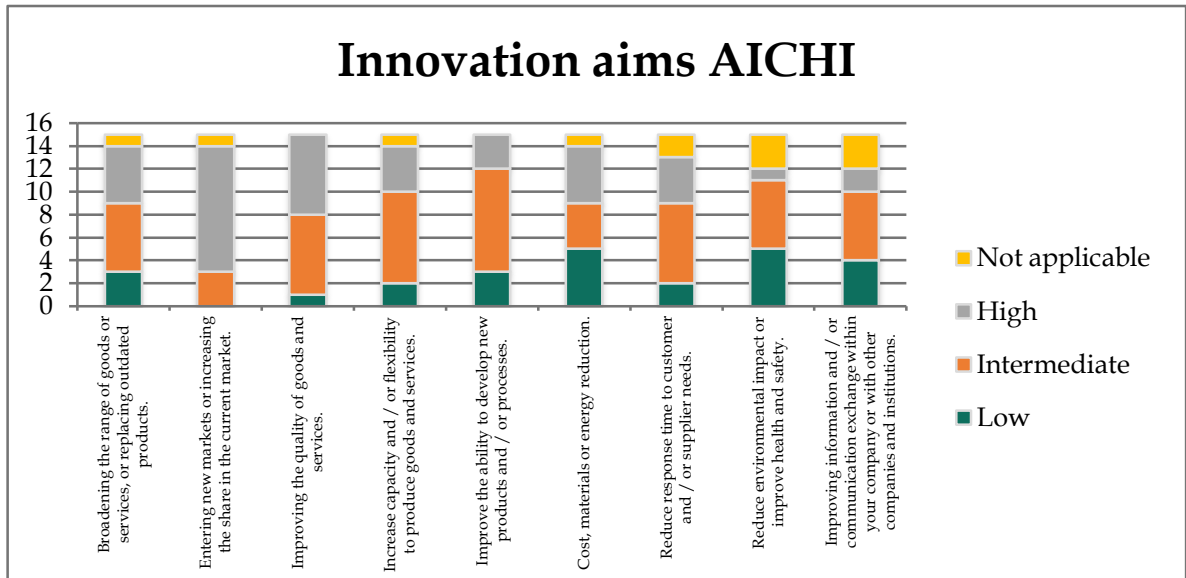 Innovation aims AICHI
16
14
12
10
8
6
4
2
0
Broadening the range of goods or
services, or replacing outdated
products.
Entering new markets or increasing
the share in the current market.
Improving the quality of goods and
services.
Increase capacity and / or flexibility
to produce goods and services.
Improve the ability to develop new
products and / or processes.
Cost, materials or energy reduction.
Reduce response time to customer
and / or supplier needs.
Reduce environmental impact or
improve health and safety.
Improving information and / or
communication exchange within
your company or with other
companies and institutions.
Not applicable
High
Intermediate
Low